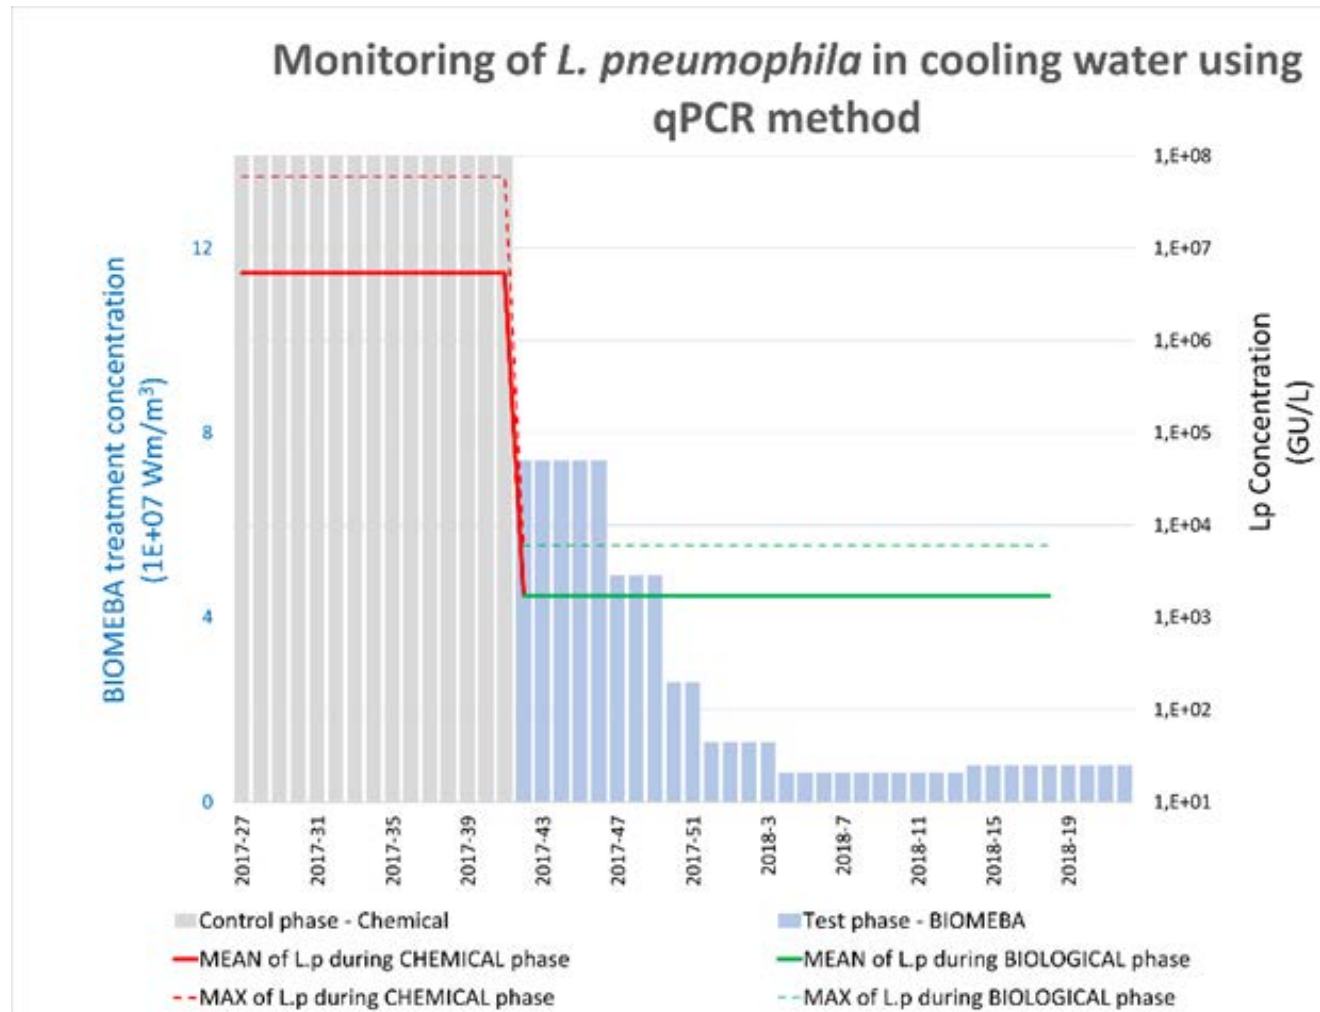 Monitoring of L. pneumophila in cooling water using
qPCR method
BIOMEBA treatment concentration
(1E+07 Wm/m³)
12
8
4
0
1,E+08
1,E+07
1,E+06
1,E+05
1,E+04
1,E+03
1,E+02
1,E+01
Lp Concentration
(GU/L)
2017-27
2017-31
2017-35
2017-39
2017-43
2017-47
2017-51
2018-3
2018-7
2018-11
2018-15
2018-19
Control phase - Chemical
Test phase - BIOMEBA
MEAN of L.p during CHEMICAL phase
MEAN of L.p during BIOLOGICAL phase
MAX of L.p during CHEMICAL phase
MAX of L.p during BIOLOGICAL phase